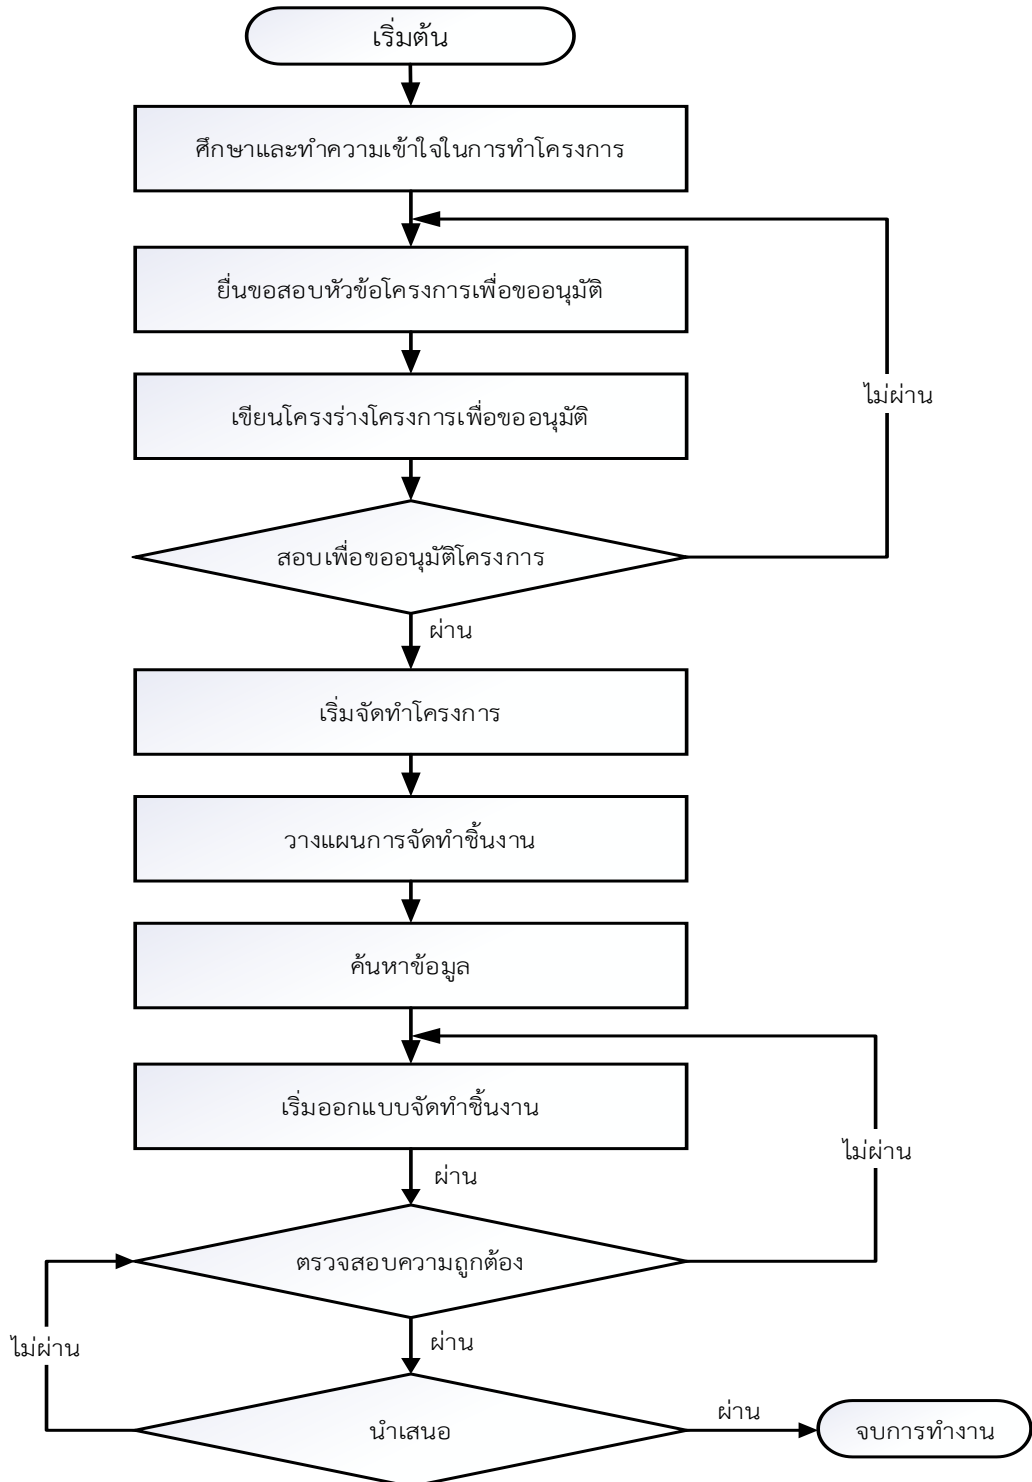 เริ่มต้น
ศึกษาและทำความเข้าใจในการทำโครงการ
ยื่นขอสอบหัวข้อโครงการเพื่อขออนุมัติ
ไม่ผ่าน
เขียนโครงร่างโครงการเพื่อขออนุมัติ
สอบเพื่อขออนุมัติโครงการ
ผ่าน
เริ่มจัดทำโครงการ
วางแผนการจัดทำชิ้นงาน
ค้นหาข้อมูล
เริ่มออกแบบจัดทำชิ้นงาน
ไม่ผ่าน
ผ่าน
ตรวจสอบความถูกต้อง
ไม่ผ่าน
ผ่าน
นำเสนอ
ผ่าน
จบการทำงาน